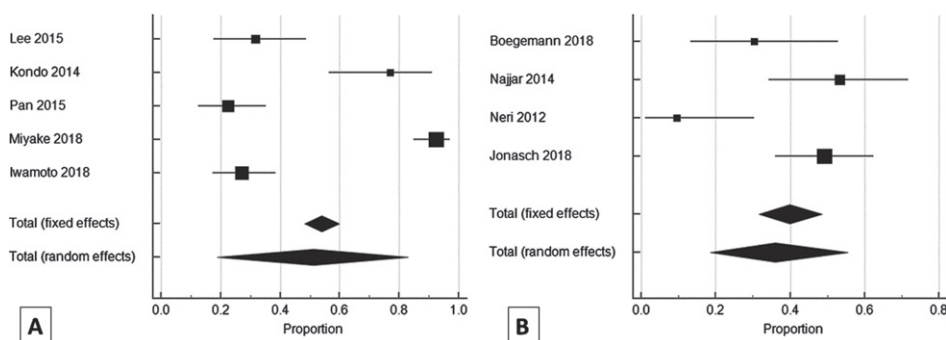 Lee 2015
Kondo 2014
Pan 2015
Miyake 2018
Iwamoto 2018
Total (fixed effects)
Total (random effects)
0.0 0.2 0.4 0.6 0.8 1.0
Proportion
A
Boegemann 2018
Najjar 2014
Neri 2012
Jonasch 2018
Total (fixed effects)
Total (random effects)
0.0 0.2 0.4 0.6 0.8
Proportion
B